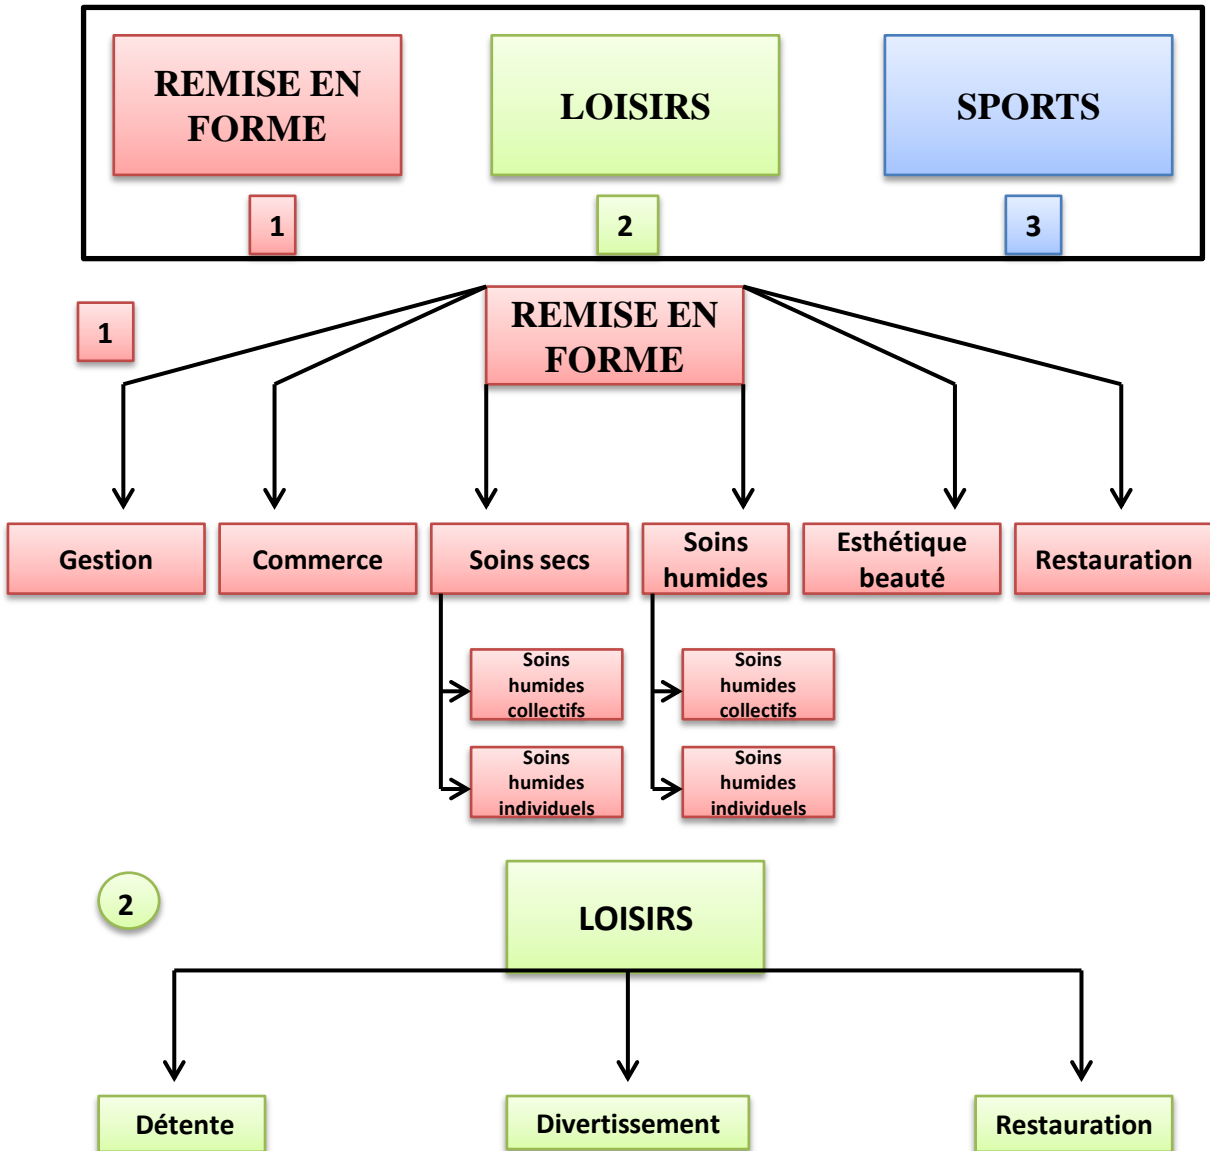 REMISE EN
FORME
LOISIRS
SPORTS
1
2
3
1
REMISE EN
FORME
Gestion
Commerce
Soins secs
Soins
humides
Esthétique
beauté
Restauration
Soins
humides
collectifs
Soins
humides
collectifs
Soins
humides
individuels
Soins
humides
individuels
2
LOISIRS
Détente
Divertissement
Restauration